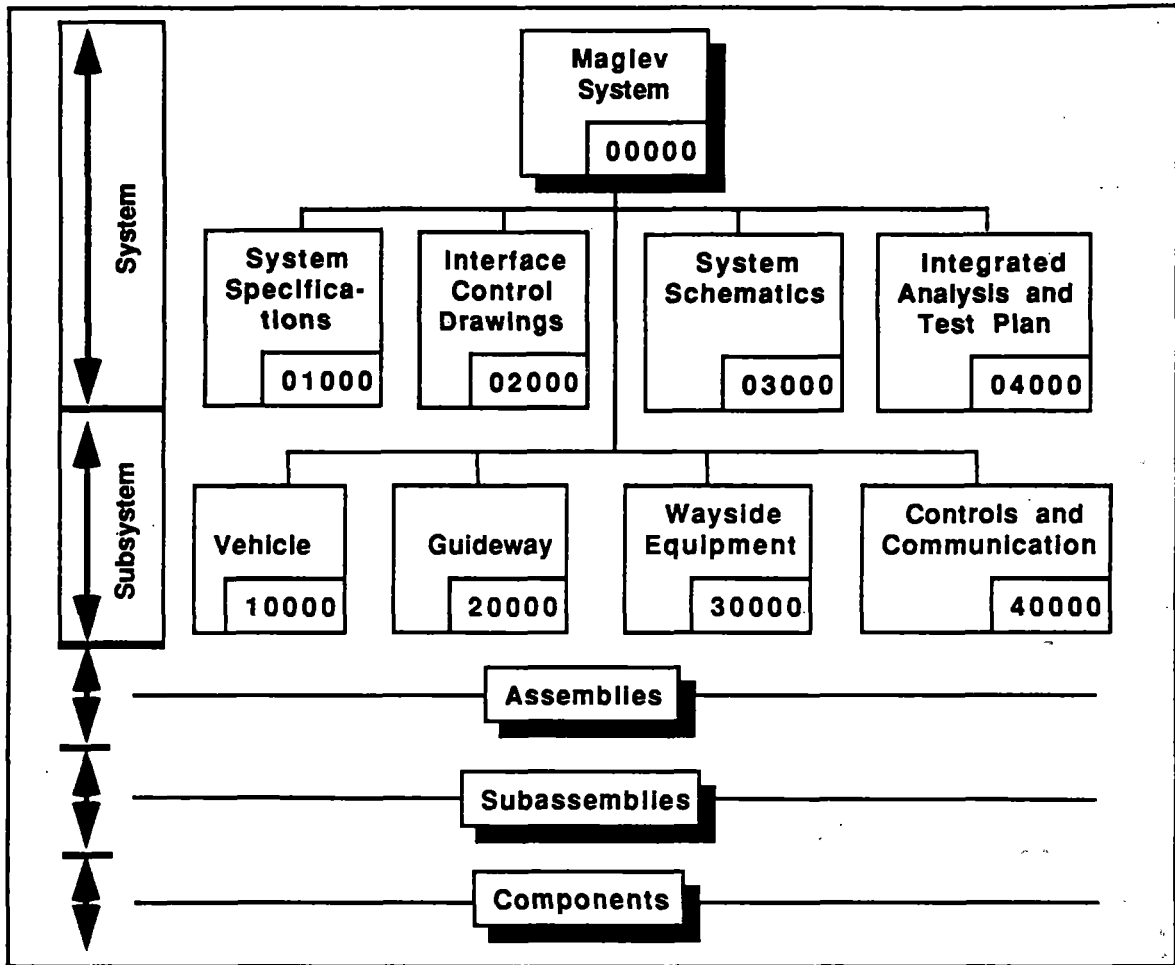 Maglev
System
00000
System
System
Specifica-
tions
01000
Interface
Control
Drawings
02000
System
Schematics
03000
Integrated
Analysis and
Test Plan
04000
Subsystem
Vehicle
10000
Guideway
20000
Wayside
Equipment
30000
Controls and
Communication
40000
Assemblies
Subassemblies
Components